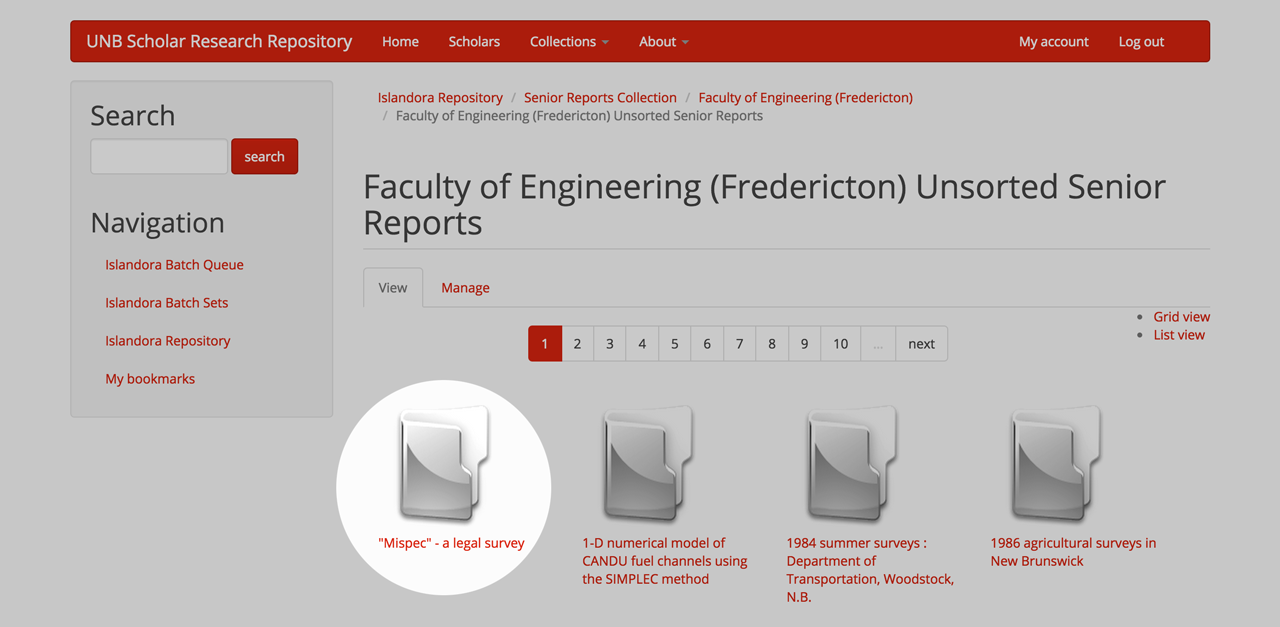 UNB Scholar Research Repository Home Scholars Collections About My account Log out
Search
search
Navigation
Islandora Batch Queue
Islandora Batch Sets
Islandora Repository
My bookmarks
Islandora Repository / Senior Reports Collection / Faculty of Engineering (Fredericton)
/ Faculty of Engineering (Fredericton) Unsorted Senior Reports
Faculty of Engineering (Fredericton) Unsorted Senior
Reports
View Manage
Grid view
List view
1 2 3 4 5 6 7 8 9 10 ... next
"Mispec" - a legal survey
1-D numerical model of
CANDU fuel channels using
the SIMPLEC method
1984 summer surveys :
Department of
Transportation, Woodstock,
N.B.
1986 agricultural surveys in
New Brunswick